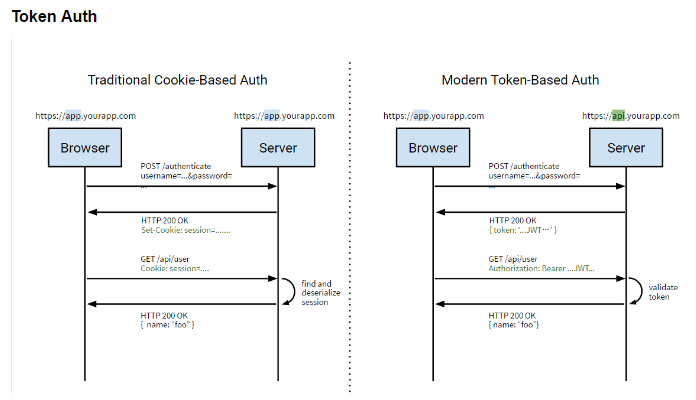 Token Auth
Traditional Cookie-Based Auth
https://app.yourapp.com
https://app.yourapp.com
Browser
Server
POST /authenticate
username=...&password=
...
HTTP 200 OK
Set-Cookie: session=.......
GET /api/user
Cookie: session=....
find and
deserialize
session
HTTP 200 OK
{ name: "foo" }
Modern Token-Based Auth
https://app.yourapp.com
https://api.yourapp.com
Browser
Server
POST /authenticate
username=...&password=
...
HTTP 200 OK
{ token: '...JWT...' }
GET /api/user
Authorization: Bearer ...JWT...
validate
token
HTTP 200 OK
{ name: "foo"}